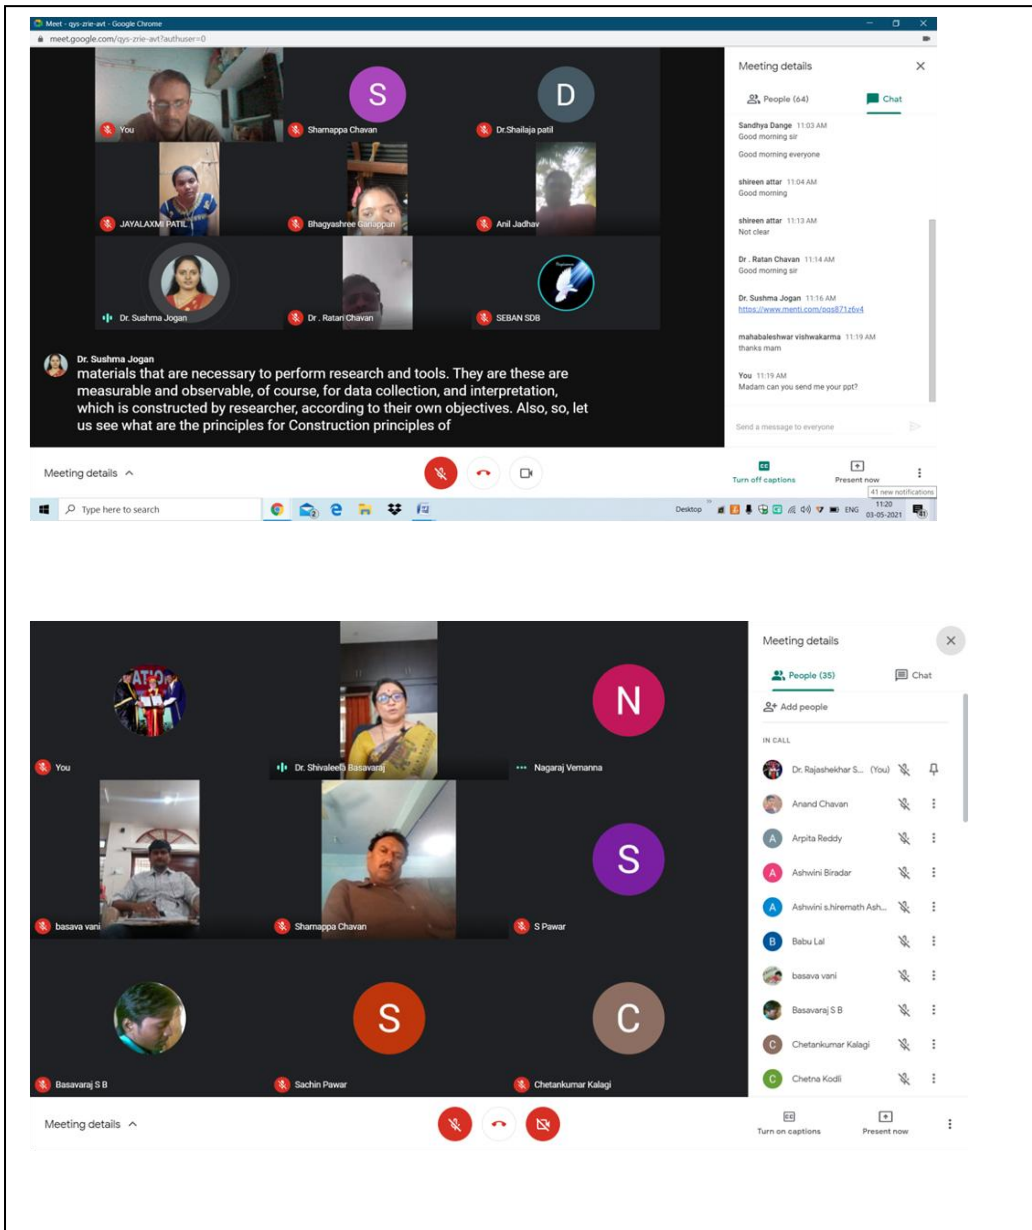 Meet - qys-zrie-avt - Google Chrome
meet.google.com/qys-zrie-avt?authuser=0
You
S
Shamappa Chavan
D
Dr.Shailaja patil
JAYALAXMI PATIL
Bhagyashree Ganappan
Anil Jadhav
Dr. Sushma Jogan
Dr . Ratan Chavan
SEBAN SDB
Dr. Sushma Jogan
materials that are necessary to perform research and tools. They are these are
measurable and observable, of course, for data collection, and interpretation,
which is constructed by researcher, according to their own objectives. Also, so, let
us see what are the principles for Construction principles of
Meeting details
People (64)
Chat
Sandhya Dange 11:03 AM
Good morning sir
Good morning everyone
shireen attar 11:04 AM
Good morning
shireen attar 11:13 AM
Not clear
Dr . Ratan Chavan 11:14 AM
Good morning sir
Dr. Sushma Jogan 11:16 AM
mahabaleshwar vishwakarma 11:19 AM
thanks mam
You 11:19 AM
Madam can you send me your ppt?
Send a message to everyone
Meeting details
Turn off captions
Present now
41 new notifications
Type here to search
Desktop
ENG
11:20
03-05-2021
You
Dr. Shivaleela Basavaraj
N
Nagaraj Vemanna
basava vani
Shamappa Chavan
S
S Pawar
Basavaraj S B
S
Sachin Pawar
C
Chetankumar Kalagi
Meeting details
People (35)
Chat
Add people
IN CALL
Dr. Rajashekhar S... (You)
Anand Chavan
A Arpita Reddy
A Ashwini Biradar
A Ashwini s.hiremath Ash...
B Babu Lal
basava vani
Basavaraj S B
C Chetankumar Kalagi
C Chetna Kodli
Meeting details
Turn on captions
Present now